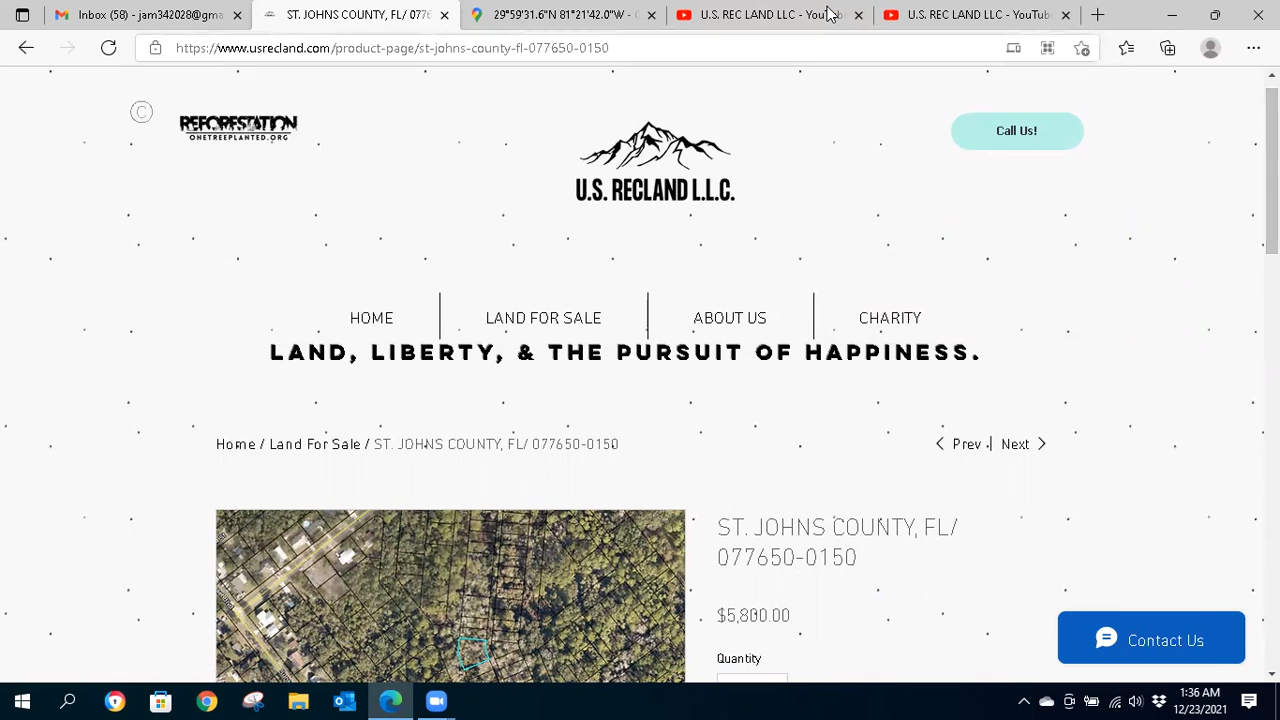 Inbox (58) - jam342028@gma
ST. JOHNS COUNTY, FL/ 0776
29°59'31.6"N 81°21'42.0"W - G
U.S. REC LAND LLC - YouTube
U.S. REC LAND LLC - YouTube
https://www.usrecland.com/product-page/st-johns-county-fl-077650-0150
©
REFORESTATION
ONETREEPLANTED.ORG
U.S. RECLAND L.L.C.
Call Us!
HOME
LAND FOR SALE
ABOUT US
CHARITY
LAND, LIBERTY, & THE PURSUIT OF HAPPINESS.
Home / Land For Sale / ST. JOHNS COUNTY, FL/ 077650-0150
Prev | Next
ST. JOHNS COUNTY, FL/
077650-0150
$5,800.00
Quantity
Contact Us
1:36 AM
12/23/2021